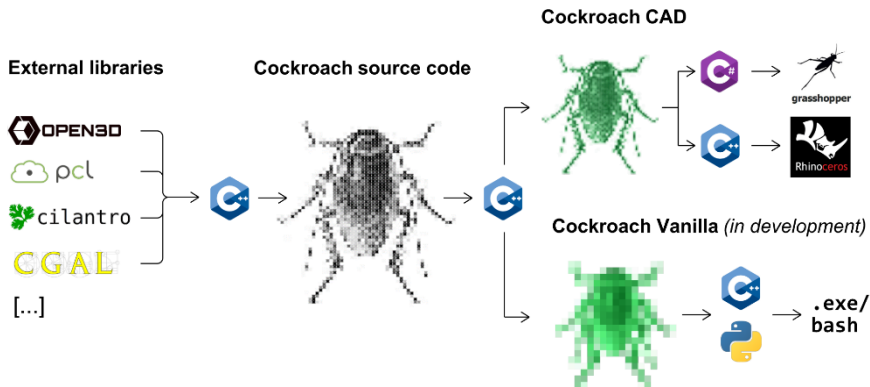 External libraries
OPEN3D
pcl
cilantro
CGAL
[...]
C++
Cockroach source code
C++
Cockroach CAD
C#
grasshopper
C++
Rhinoceros
Cockroach Vanilla (in development)
C++
.exe/
bash